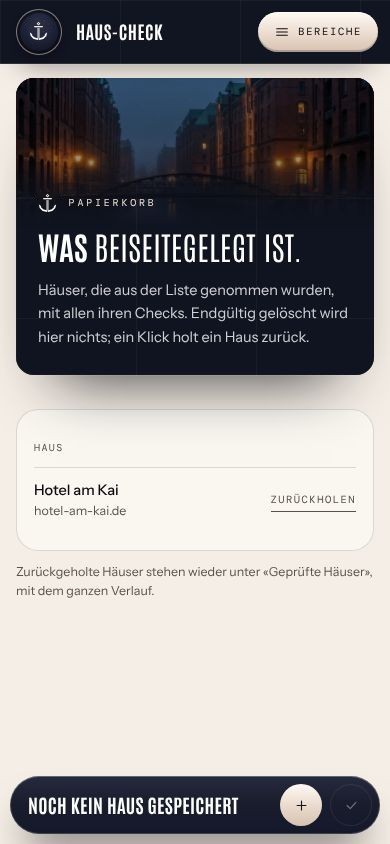 HAUS-CHECK
BEREICHE
PAPIERKORB
WAS BEISEITEGELEGT IST.
Häuser, die aus der Liste genommen wurden,
mit allen ihren Checks. Endgültig gelöscht wird
hier nichts; ein Klick holt ein Haus zurück.
HAUS
Hotel am Kai
hotel-am-kai.de
ZURÜCKHOLEN
Zurückgeholte Häuser stehen wieder unter «Geprüfte Häuser»,
mit dem ganzen Verlauf.
NOCH KEIN HAUS GESPEICHERT